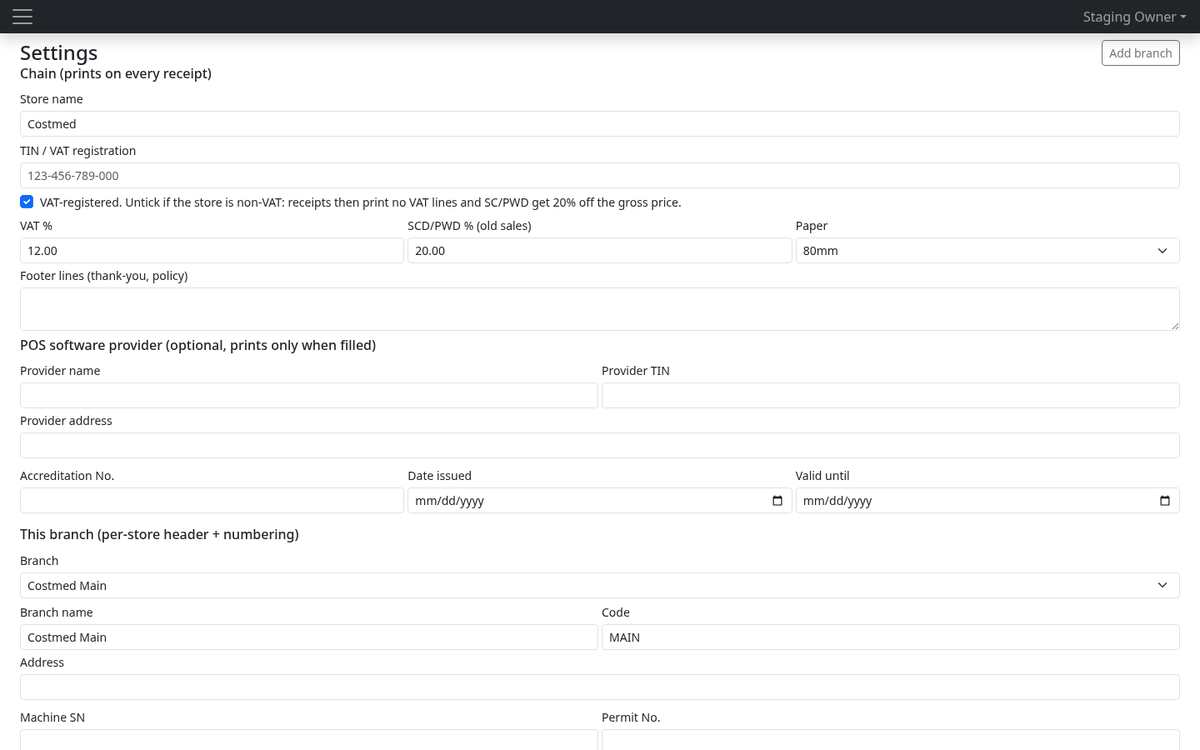 Staging Owner
Settings
Add branch
Chain (prints on every receipt)
Store name
Costmed
TIN / VAT registration
123-456-789-000
VAT-registered. Untick if the store is non-VAT: receipts then print no VAT lines and SC/PWD get 20% off the gross price.
VAT % SCD/PWD % (old sales) Paper
12.00 20.00 80mm
Footer lines (thank-you, policy)
POS software provider (optional, prints only when filled)
Provider name Provider TIN
Provider address
Accreditation No. Date issued Valid until
mm/dd/yyyy mm/dd/yyyy
This branch (per-store header + numbering)
Branch
Costmed Main
Branch name Code
Costmed Main MAIN
Address
Machine SN Permit No.